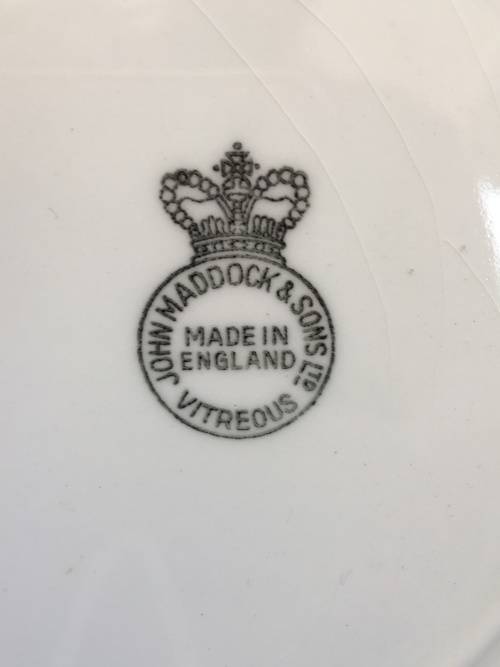 JOHN MADDOCK & SONS LTD
MADE IN
ENGLAND
VITREOUS